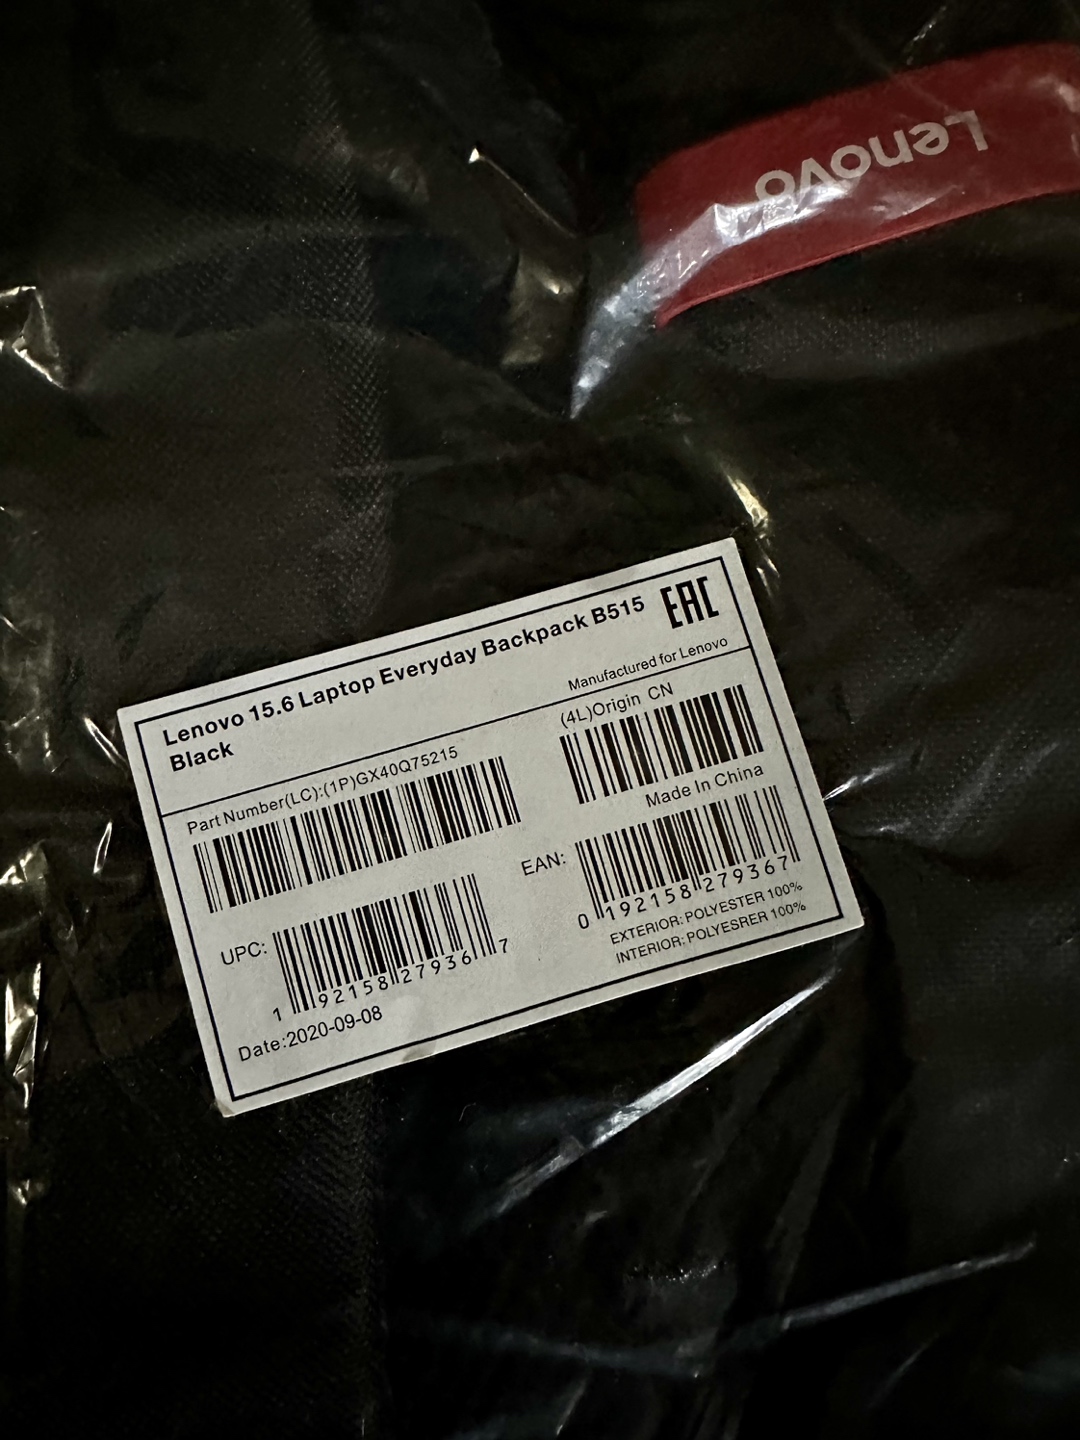 Lenovo
Lenovo 15.6 Laptop Everyday Backpack B515
Black
EAC
Manufactured for Lenovo
Part Number(LC):(1P)GX40Q75215
(4L)Origin CN
Made In China
UPC:
1 92158 27936 7
EAN:
0 192158 279367
EXTERIOR: POLYESTER 100%
INTERIOR: POLYESRER 100%
Date:2020-09-08